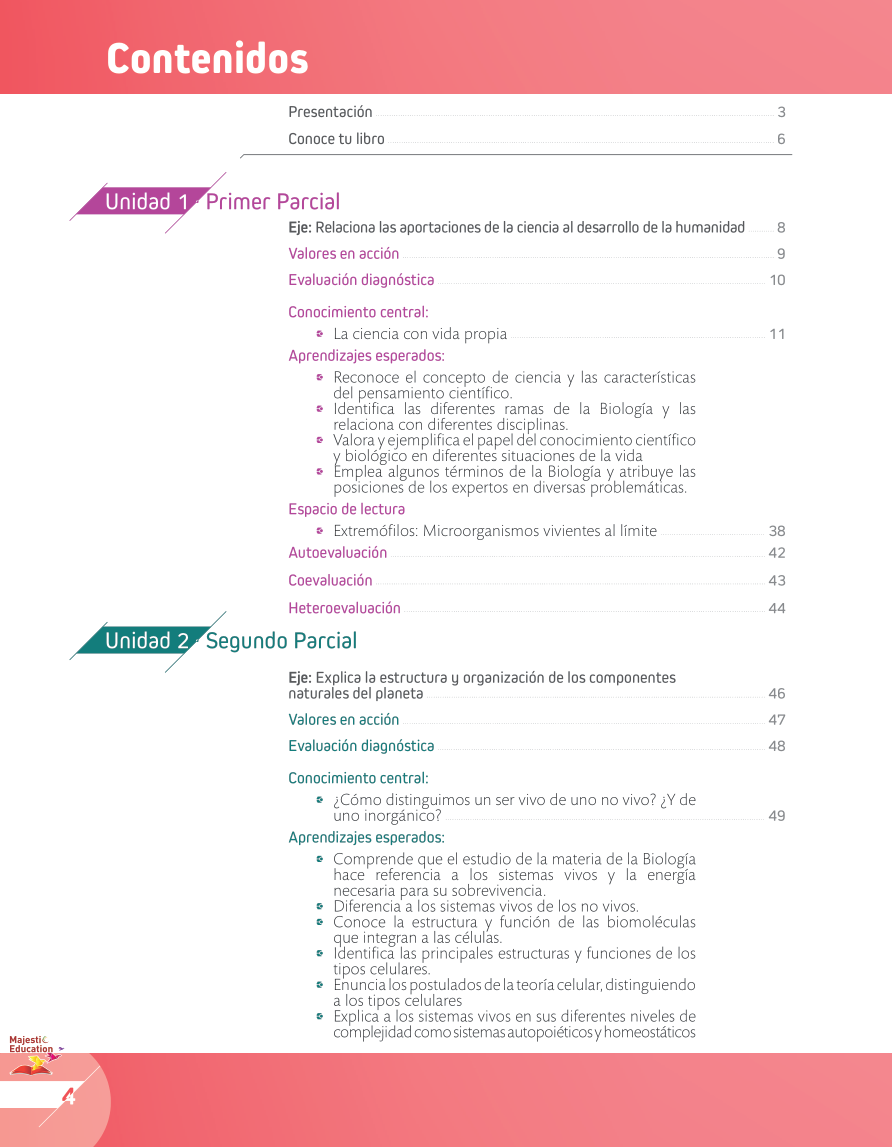 Contenidos
Presentación 3
Conoce tu libro 6
Unidad 1 Primer Parcial
Eje: Relaciona las aportaciones de la ciencia al desarrollo de la humanidad 8
Valores en acción 9
Evaluación diagnóstica 10
Conocimiento central:
La ciencia con vida propia 11
Aprendizajes esperados:
Reconoce el concepto de ciencia y las características
del pensamiento científico.
Identifica las diferentes ramas de la Biología y las
relaciona con diferentes disciplinas.
Valora y ejemplifica el papel del conocimiento científico
y biológico en diferentes situaciones de la vida
Emplea algunos términos de la Biología y atribuye las
posiciones de los expertos en diversas problemáticas.
Espacio de lectura
Extremófilos: Microorganismos vivientes al límite 38
Autoevaluación 42
Coevaluación 43
Heteroevaluación 44
Unidad 2 Segundo Parcial
Eje: Explica la estructura y organización de los componentes
naturales del planeta 46
Valores en acción 47
Evaluación diagnóstica 48
Conocimiento central:
¿Cómo distinguimos un ser vivo de uno no vivo? ¿Y de
uno inorgánico? 49
Aprendizajes esperados:
Comprende que el estudio de la materia de la Biología
hace referencia a los sistemas vivos y la energía
necesaria para su sobrevivencia.
Diferencia a los sistemas vivos de los no vivos.
Conoce la estructura y función de las biomoléculas
que integran a las células.
Identifica las principales estructuras y funciones de los
tipos celulares.
Enuncia los postulados de la teoría celular, distinguiendo
a los tipos celulares
Explica a los sistemas vivos en sus diferentes niveles de
complejidad como sistemas autopoiéticos y homeostáticos
Majestic
Education
4